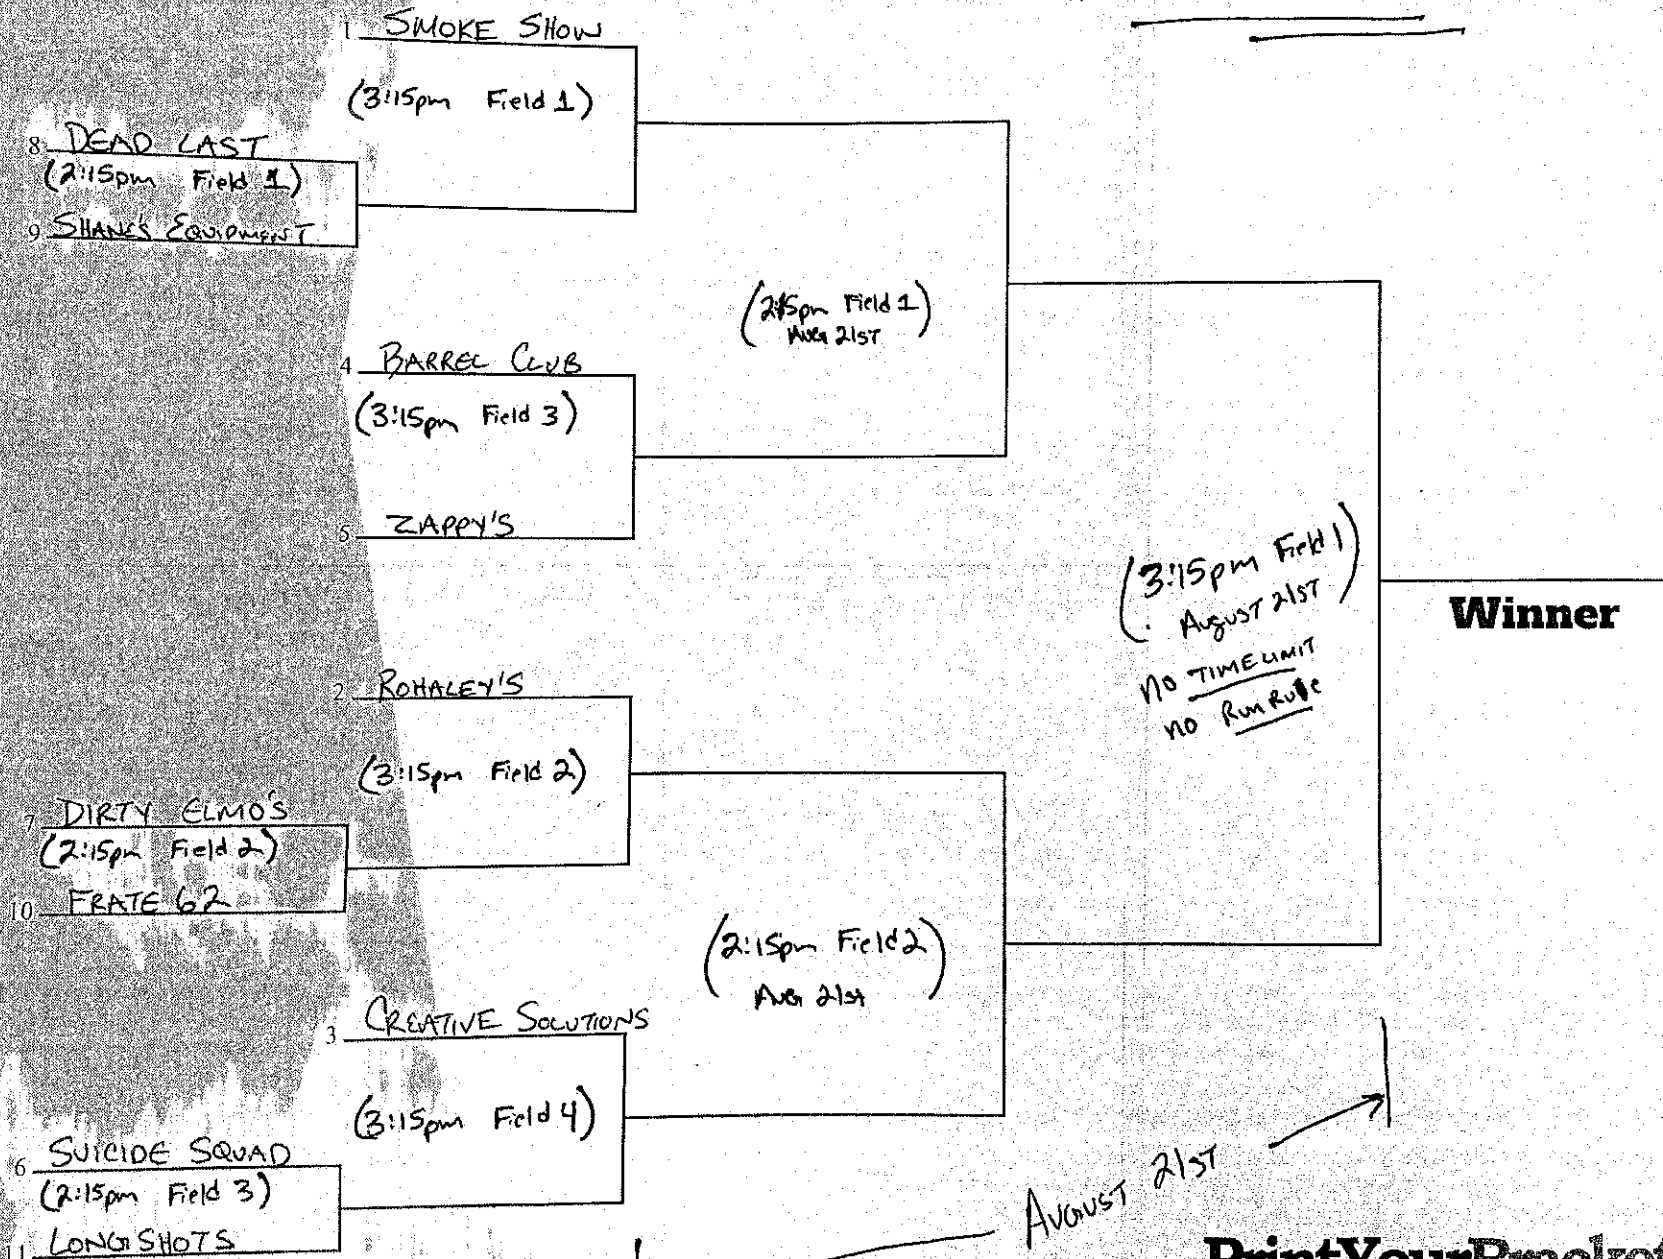 1 SMOKE SHOW
(3:15pm Field 1)
8 DEAD LAST
(2:15pm Field 1)
9 SHANK'S EQUIPMENT
(2:15pm Field 1)
AUG 21ST
4 BARREL CLUB
(3:15pm Field 3)
5 ZAPPY'S
(3:15pm Field 1)
AUGUST 21ST
NO TIME LIMIT
NO RUN RULE
Winner
2 ROHALEY'S
(3:15pm Field 2)
7 DIRTY ELMO'S
(2:15pm Field 2)
10 FRATE 62
(2:15pm Field 2)
AUG 21st
3 CREATIVE SOLUTIONS
(3:15pm Field 4)
6 SUICIDE SQUAD
(2:15pm Field 3)
11 LONGSHOTS
AUGUST 21ST
PrintYourBracket